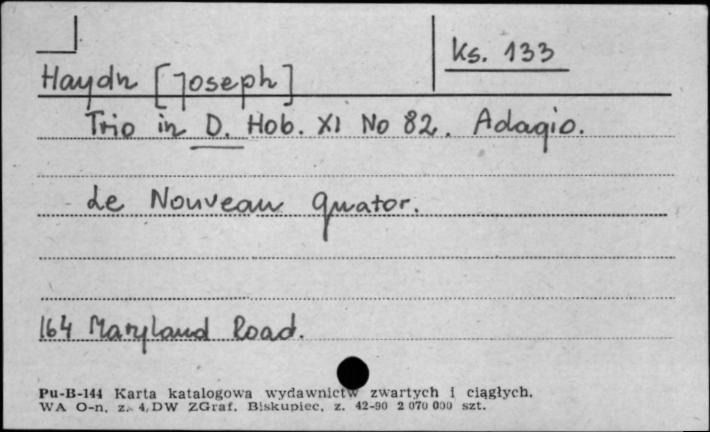 Ks. 133
Haydn [Joseph]
Trio in D. Hob. XI No 82. Adagio.
Le Nouveau Quator.
164 Maryland Road.
Pu-B-144 Karta katalogowa wydawnictw zwartych i ciągłych.
WA O-n. z. 4. DW ZGraf. Biskupiec. z. 42-90 2 070 000 szt.